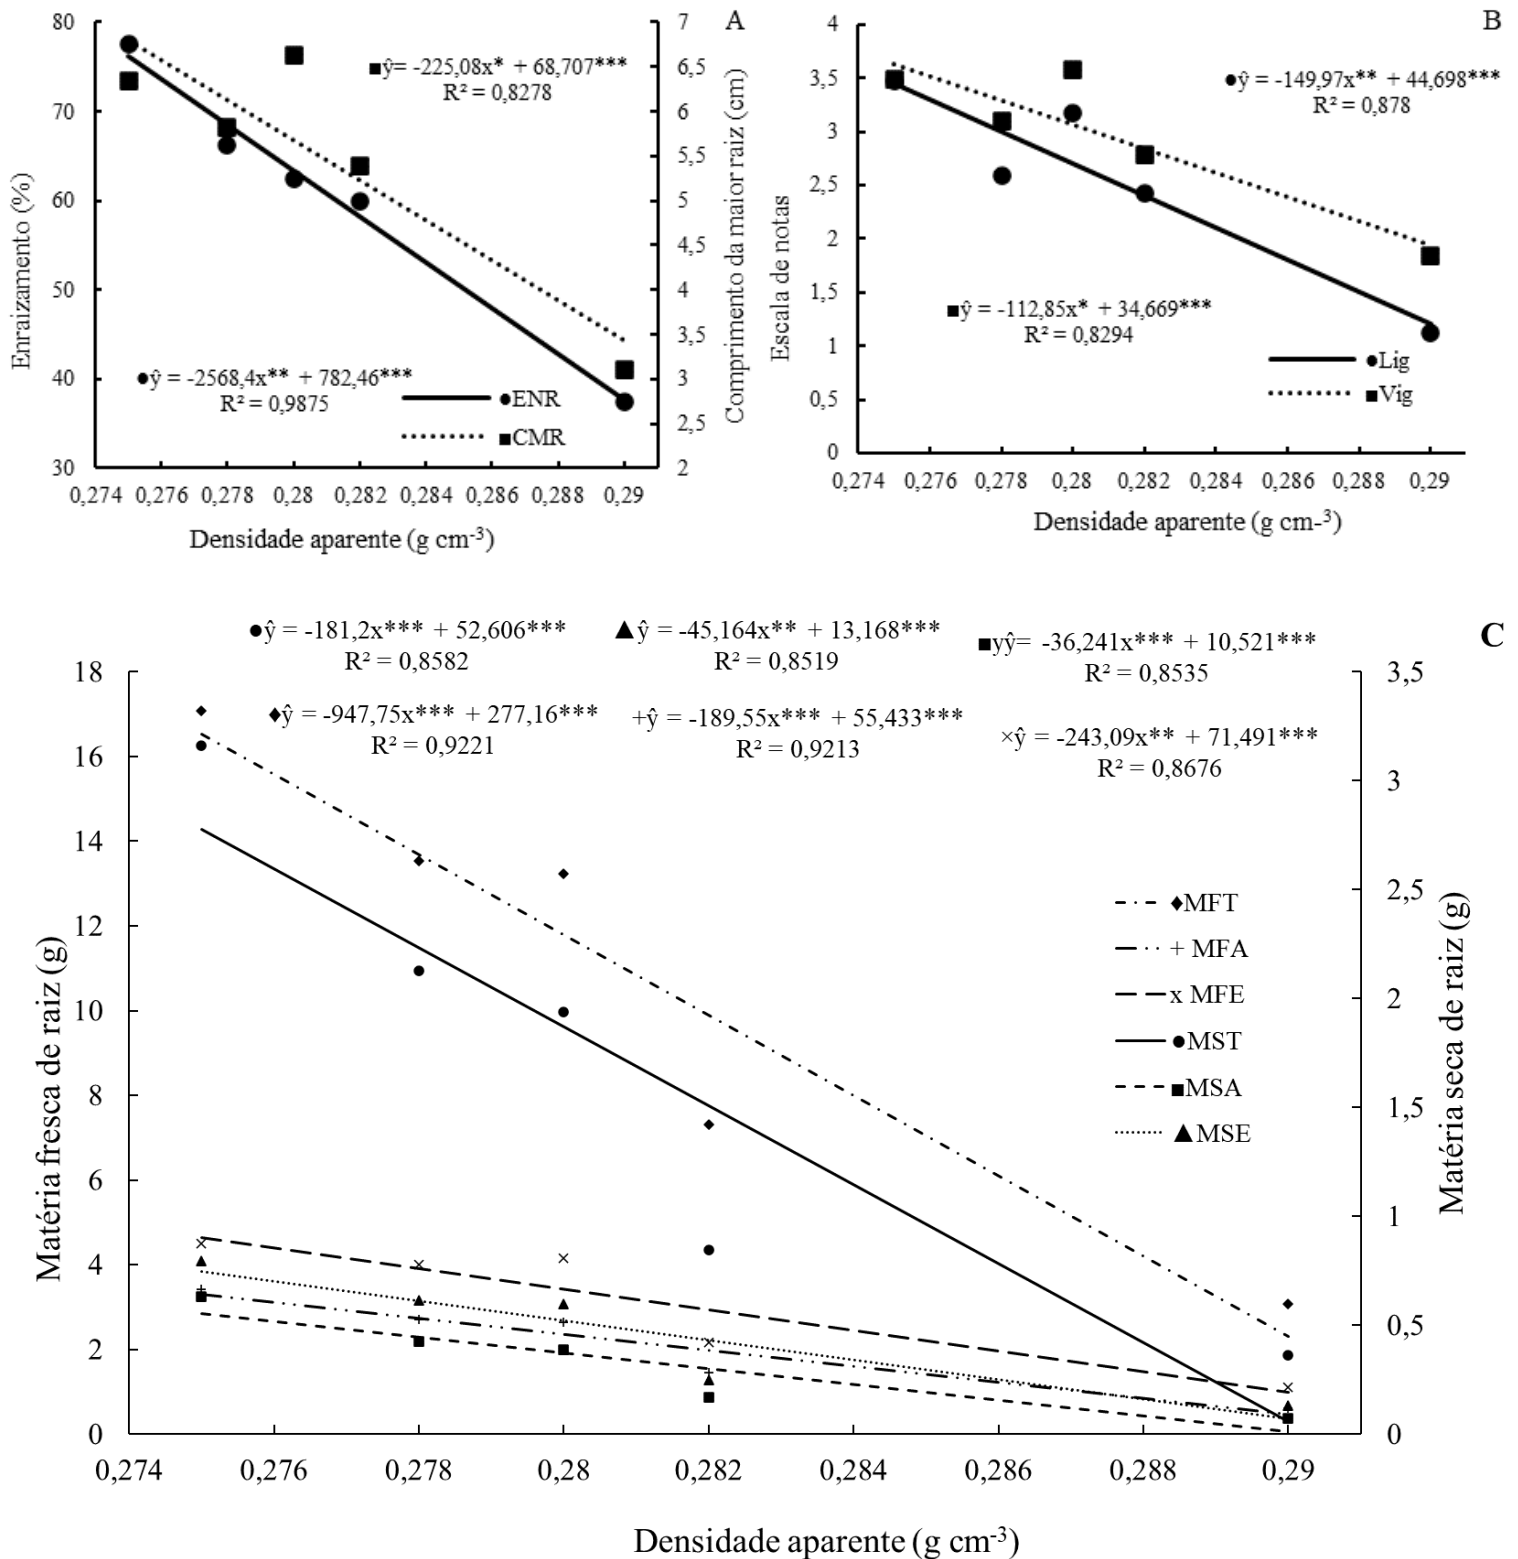 A
80
70
60
50
40
30
Enraizamento (%)
7
6,5
6
5,5
5
4,5
4
3,5
3
2,5
2
Comprimento da maior raiz (cm)
■ŷ= -225,08x* + 68,707***
R² = 0,8278
●ŷ = -2568,4x** + 782,46***
R² = 0,9875
●ENR
■CMR
0,274 0,276 0,278 0,28 0,282 0,284 0,286 0,288 0,29
Densidade aparente (g cm-3)
B
4
3,5
3
2,5
2
1,5
1
0,5
0
Escala de notas
●ŷ = -149,97x** + 44,698***
R² = 0,878
■ŷ = -112,85x* + 34,669***
R² = 0,8294
●Lig
■Vig
0,274 0,276 0,278 0,28 0,282 0,284 0,286 0,288 0,29
Densidade aparente (g cm-3)
C
●ŷ = -181,2x*** + 52,606***
R² = 0,8582
▲ŷ = -45,164x** + 13,168***
R² = 0,8519
■yŷ= -36,241x*** + 10,521***
R² = 0,8535
◆ŷ = -947,75x*** + 277,16***
R² = 0,9221
+ŷ = -189,55x*** + 55,433***
R² = 0,9213
×ŷ = -243,09x** + 71,491***
R² = 0,8676
18
16
14
12
10
8
6
4
2
0
Matéria fresca de raiz (g)
3,5
3
2,5
2
1,5
1
0,5
0
Matéria seca de raiz (g)
◆MFT
+ MFA
x MFE
●MST
■MSA
▲MSE
0,274 0,276 0,278 0,28 0,282 0,284 0,286 0,288 0,29
Densidade aparente (g cm-3)